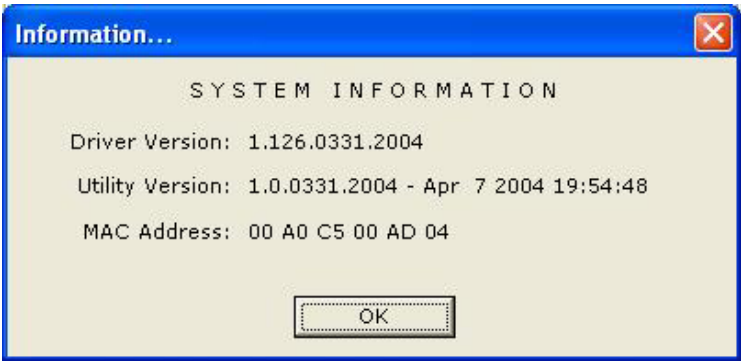 Information...
SYSTEM INFORMATION
Driver Version: 1.126.0331.2004
Utility Version: 1.0.0331.2004 - Apr  7 2004 19:54:48
MAC Address: 00 A0 C5 00 AD 04
OK